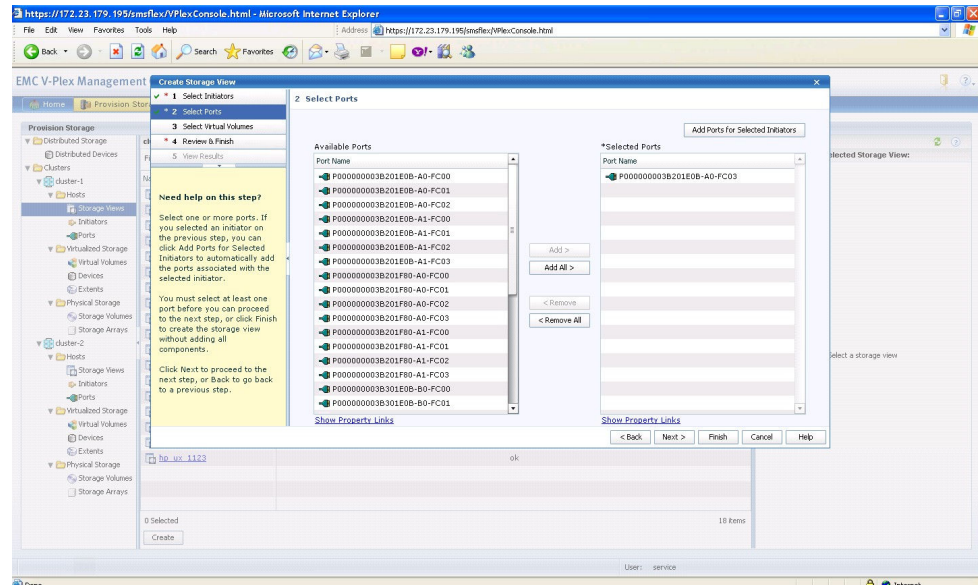 https://172.23.179.195/smsflex/VPlexConsole.html - Microsoft Internet Explorer
File Edit View Favorites Tools Help
Address https://172.23.179.195/smsflex/VPlexConsole.html
Back Search Favorites
EMC V-Plex Management
Home Provision Stor
Provision Storage
Distributed Storage
Distributed Devices
Clusters
cluster-1
Hosts
Storage Views
Initiators
Ports
Virtualized Storage
Virtual Volumes
Devices
Extents
Physical Storage
Storage Volumes
Storage Arrays
cluster-2
Hosts
Storage Views
Initiators
Ports
Virtualized Storage
Virtual Volumes
Devices
Extents
Physical Storage
Storage Volumes
Storage Arrays
Create Storage View
* 1 Select Initiators
* 2 Select Ports
3 Select Virtual Volumes
* 4 Review & Finish
5 View Results
Need help on this step?
Select one or more ports. If
you selected an initiator on
the previous step, you can
click Add Ports for Selected
Initiators to automatically add
the ports associated with the
selected initiator.
You must select at least one
port before you can proceed
to the next step, or click Finish
to create the storage view
without adding all
components.
Click Next to proceed to the
next step, or Back to go back
to a previous step.
2 Select Ports
Add Ports for Selected Initiators
Available Ports
Port Name
P000000003B201E0B-A0-FC00
P000000003B201E0B-A0-FC01
P000000003B201E0B-A0-FC02
P000000003B201E0B-A1-FC00
P000000003B201E0B-A1-FC01
P000000003B201E0B-A1-FC02
P000000003B201E0B-A1-FC03
P000000003B201F80-A0-FC00
P000000003B201F80-A0-FC01
P000000003B201F80-A0-FC02
P000000003B201F80-A0-FC03
P000000003B201F80-A1-FC00
P000000003B201F80-A1-FC01
P000000003B201F80-A1-FC02
P000000003B201F80-A1-FC03
P000000003B301E0B-B0-FC00
P000000003B301E0B-B0-FC01
Show Property Links
Add >
Add All >
< Remove
< Remove All
*Selected Ports
Port Name
P000000003B201E0B-A0-FC03
Show Property Links
< Back Next > Finish Cancel Help
elected Storage View:
Select a storage view
hp_ux_1123 ok
0 Selected 18 items
Create
User: service
Done Internet